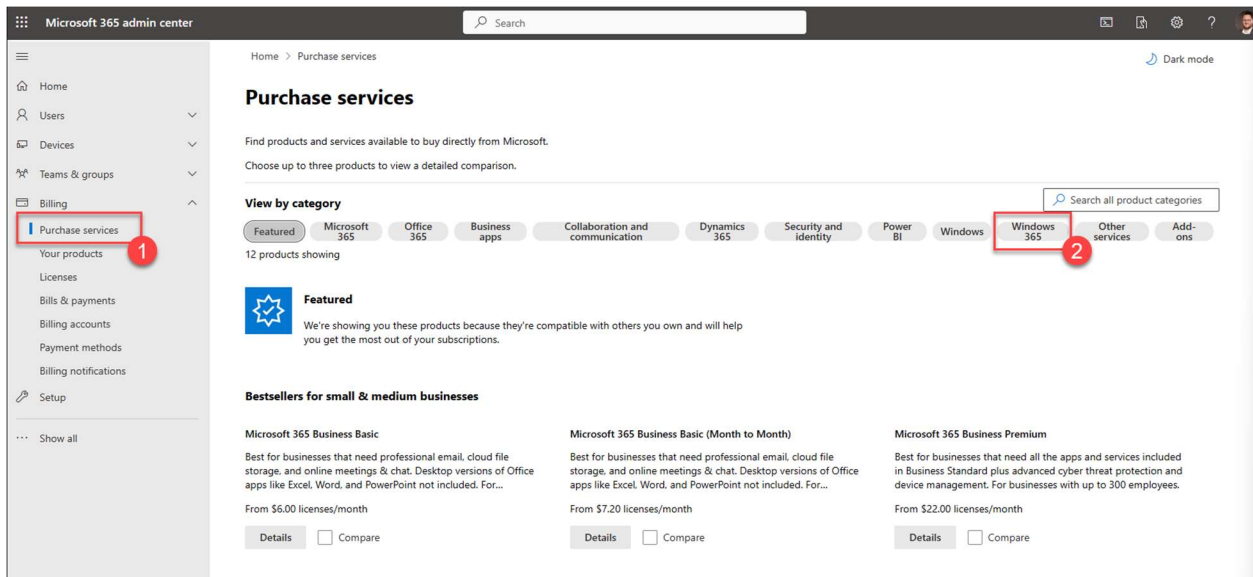 Microsoft 365 admin center
Search
?
Home > Purchase services
Dark mode
Home
Users
Devices
Teams & groups
Billing
Purchase services
1
Your products
Licenses
Bills & payments
Billing accounts
Payment methods
Billing notifications
Setup
Show all
Purchase services
Find products and services available to buy directly from Microsoft.
Choose up to three products to view a detailed comparison.
View by category
Search all product categories
Featured
Microsoft
365
Office
365
Business
apps
Collaboration and
communication
Dynamics
365
Security and
identity
Power
BI
Windows
Windows
365
2
Other
services
Add-
ons
12 products showing
Featured
We're showing you these products because they're compatible with others you own and will help
you get the most out of your subscriptions.
Bestsellers for small & medium businesses
Microsoft 365 Business Basic
Best for businesses that need professional email, cloud file
storage, and online meetings & chat. Desktop versions of Office
apps like Excel, Word, and PowerPoint not included. For...
From $6.00 licenses/month
Details
Compare
Microsoft 365 Business Basic (Month to Month)
Best for businesses that need professional email, cloud file
storage, and online meetings & chat. Desktop versions of Office
apps like Excel, Word, and PowerPoint not included. For...
From $7.20 licenses/month
Details
Compare
Microsoft 365 Business Premium
Best for businesses that need all the apps and services included
in Business Standard plus advanced cyber threat protection and
device management. For businesses with up to 300 employees.
From $22.00 licenses/month
Details
Compare